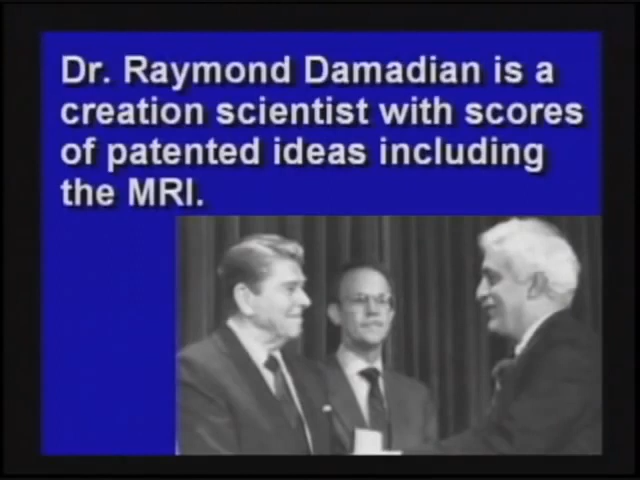 Dr. Raymond Damadian is a
creation scientist with scores
of patented ideas including
the MRI.